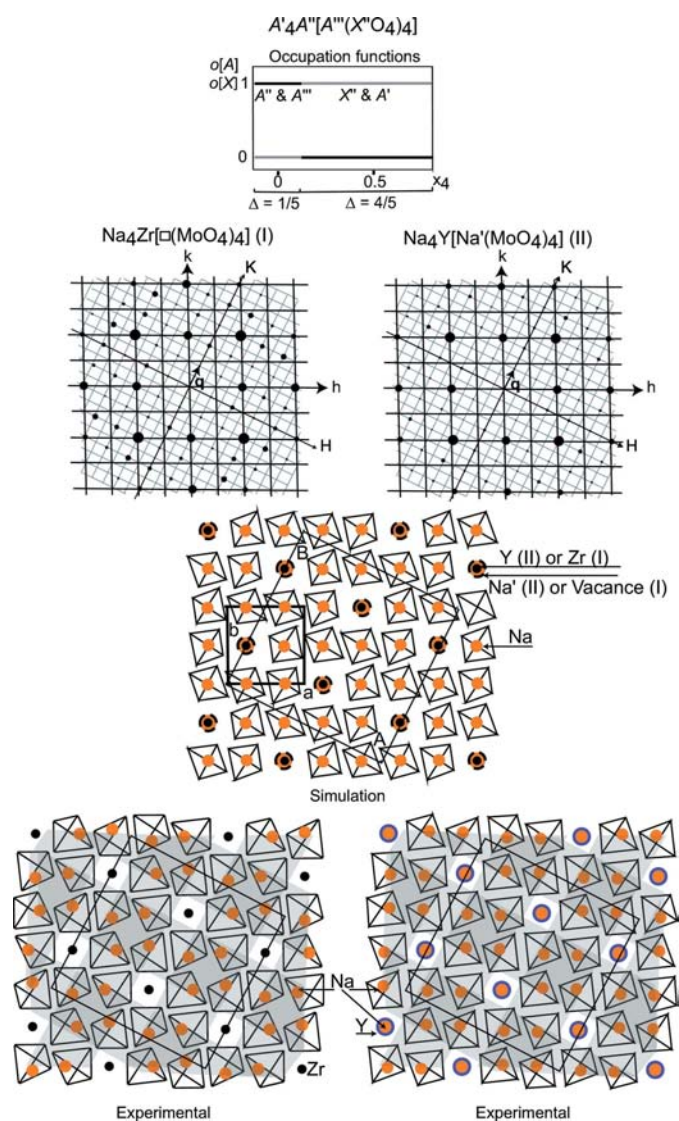 A'₄A''[A'''(X''O₄)₄]
Occupation functions
o[A]
o[X] 1
A'' & A''' X'' & A'
0
0 0.5 x₄
Δ = 1/5 Δ = 4/5
Na₄Zr[□(MoO₄)₄] (I)
k
K
q
h
H
Na₄Y[Na'(MoO₄)₄] (II)
k
K
q
h
H
B
Y (II) or Zr (I)
Na' (II) or Vacance (I)
b
Na
a
A
Simulation
Na
Y
Zr
Experimental
Experimental